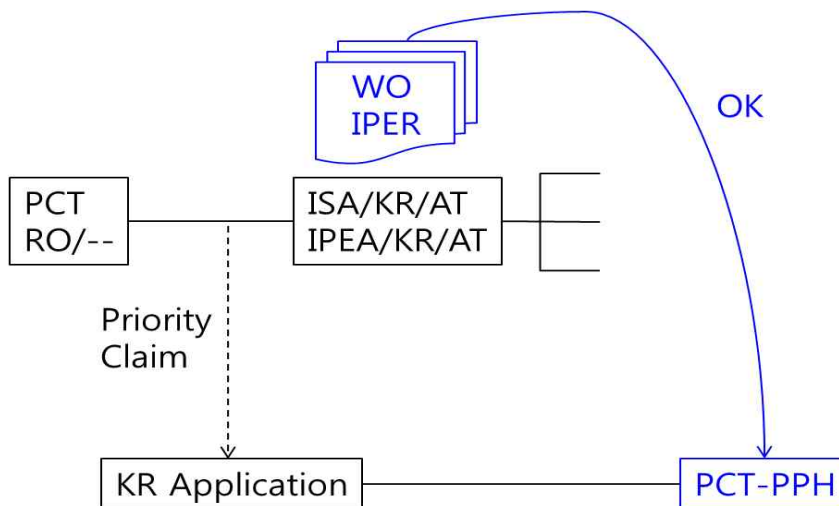 WO
IPER
OK
PCT
RO/--
ISA/KR/AT
IPEA/KR/AT
Priority
Claim
KR Application
PCT-PPH